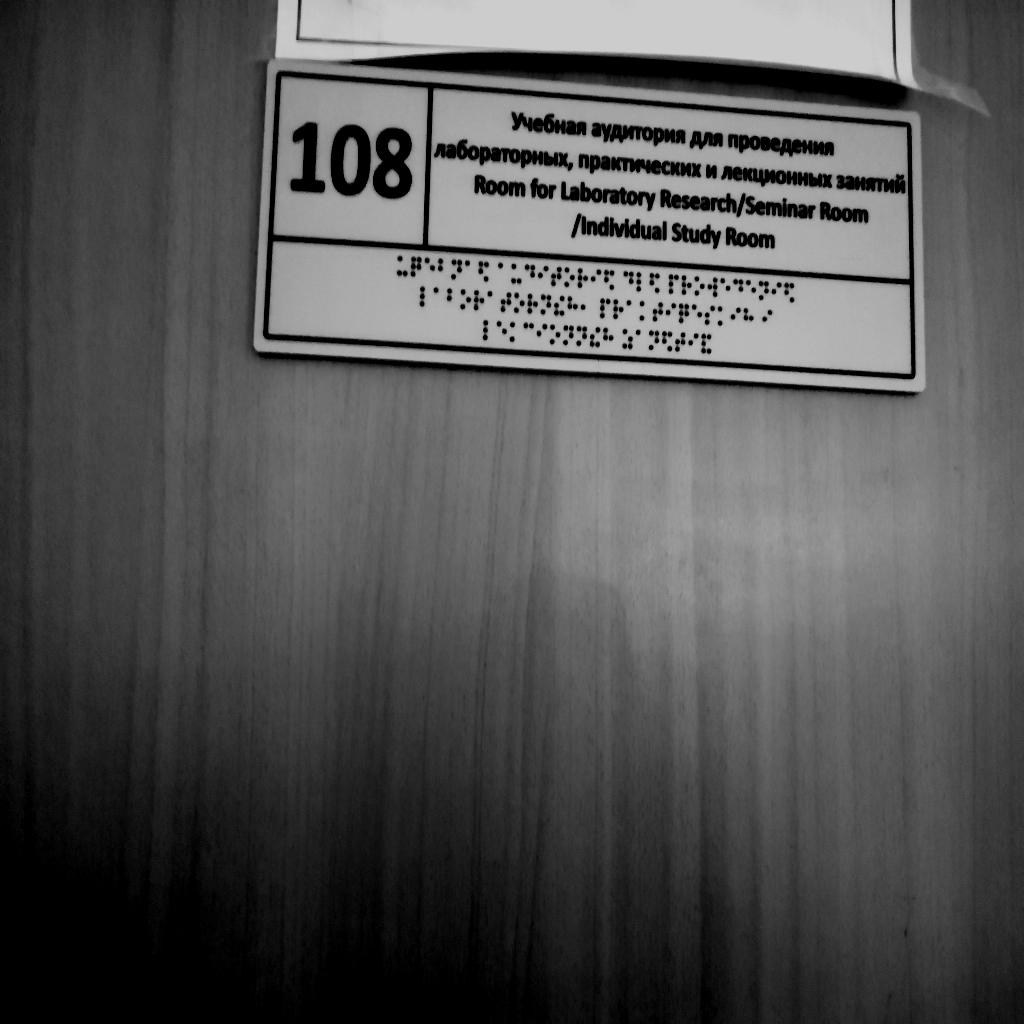 108
Учебная аудитория для проведения
лабораторных, практических и лекционных занятий
Room for Laboratory Research/Seminar Room
/Individual Study Room